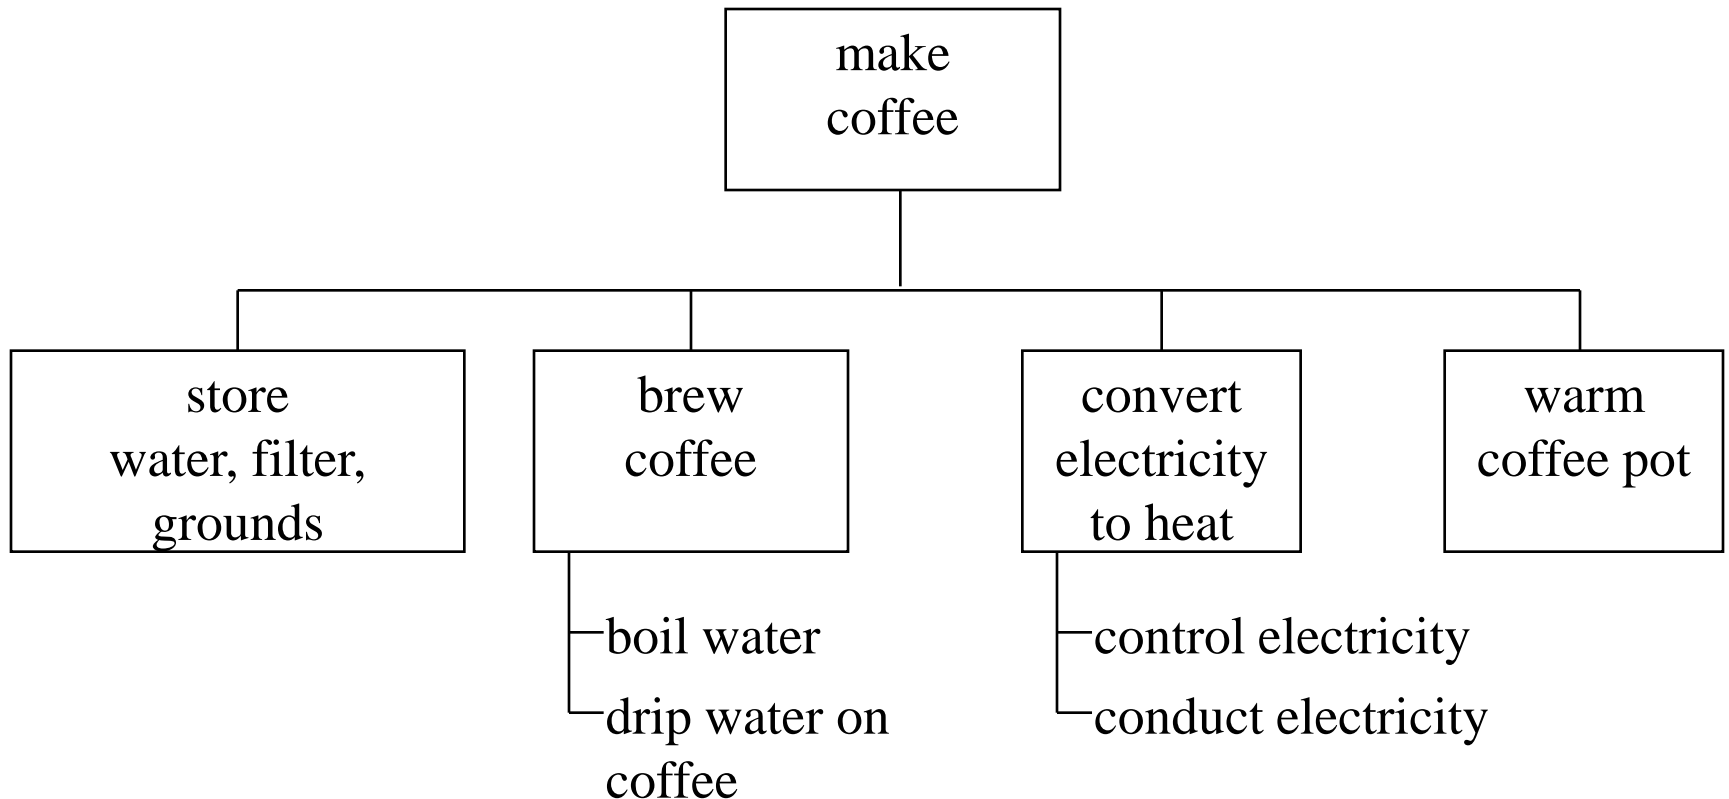 make
coffee
store
water, filter,
grounds
brew
coffee
convert
electricity
to heat
warm
coffee pot
boil water
drip water on
coffee
control electricity
conduct electricity